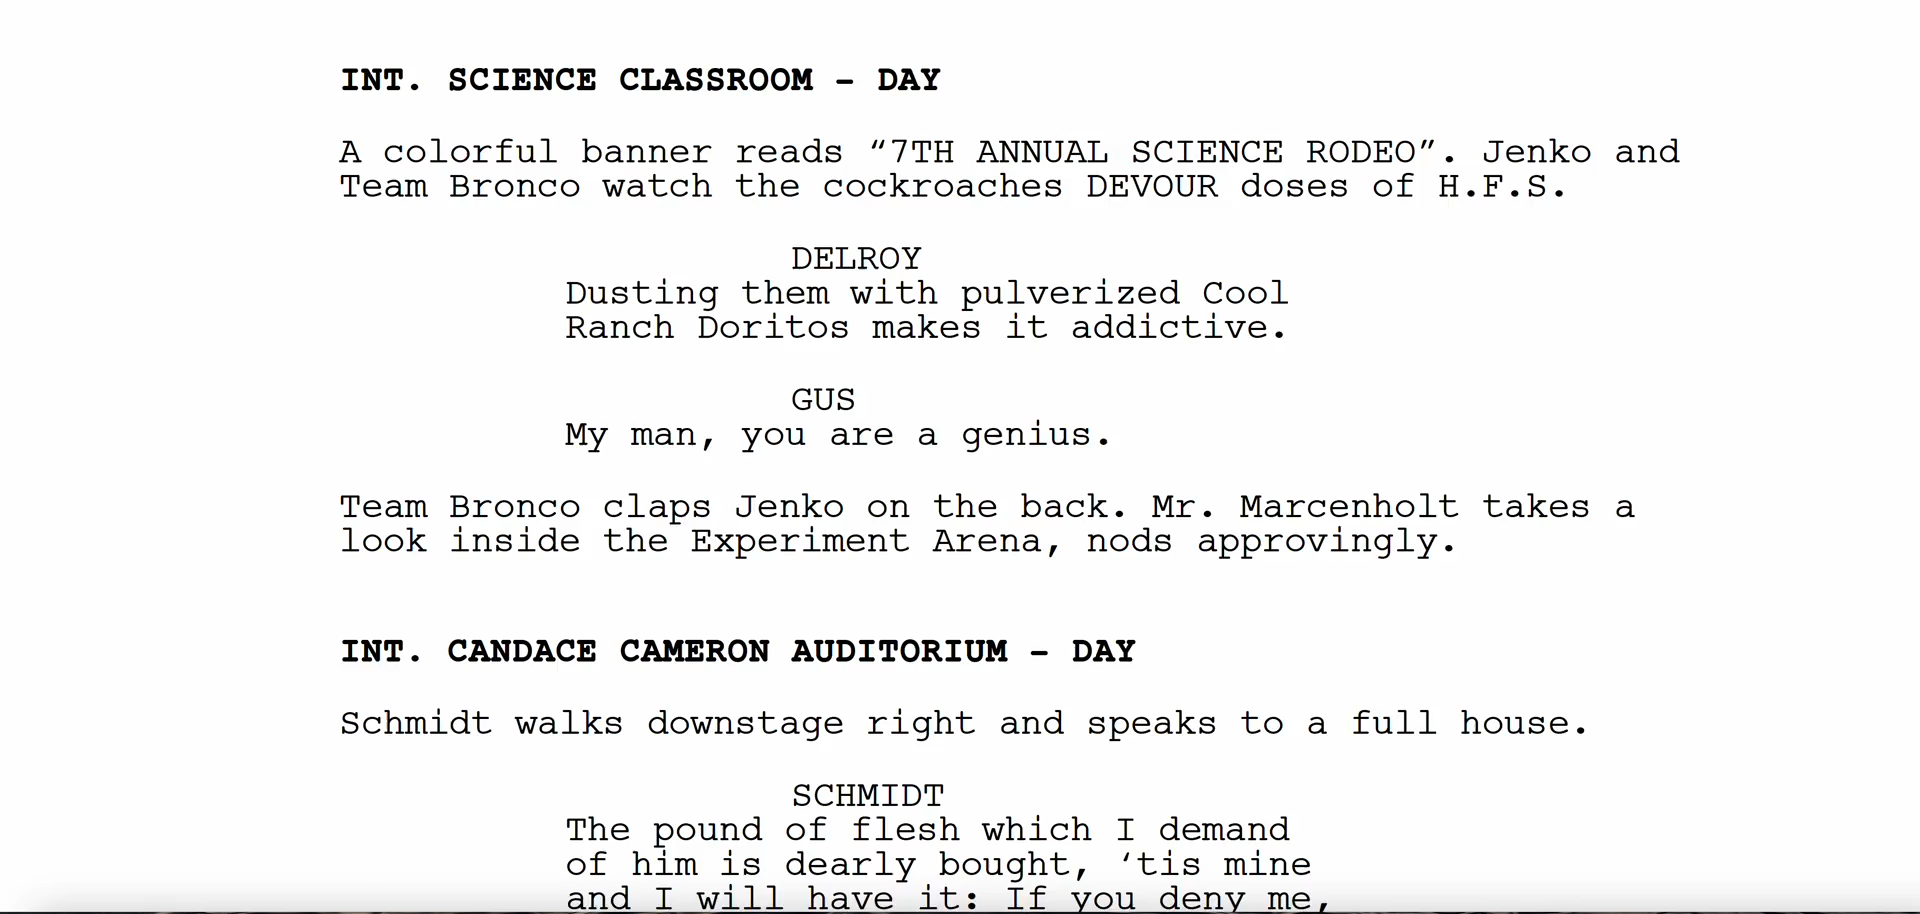 INT. SCIENCE CLASSROOM – DAY
A colorful banner reads “7TH ANNUAL SCIENCE RODEO”. Jenko and
Team Bronco watch the cockroaches DEVOUR doses of H.F.S.
DELROY
Dusting them with pulverized Cool
Ranch Doritos makes it addictive.
GUS
My man, you are a genius.
Team Bronco claps Jenko on the back. Mr. Marcenholt takes a
look inside the Experiment Arena, nods approvingly.
INT. CANDACE CAMERON AUDITORIUM – DAY
Schmidt walks downstage right and speaks to a full house.
SCHMIDT
The pound of flesh which I demand
of him is dearly bought, ‘tis mine
and I will have it: If you deny me,